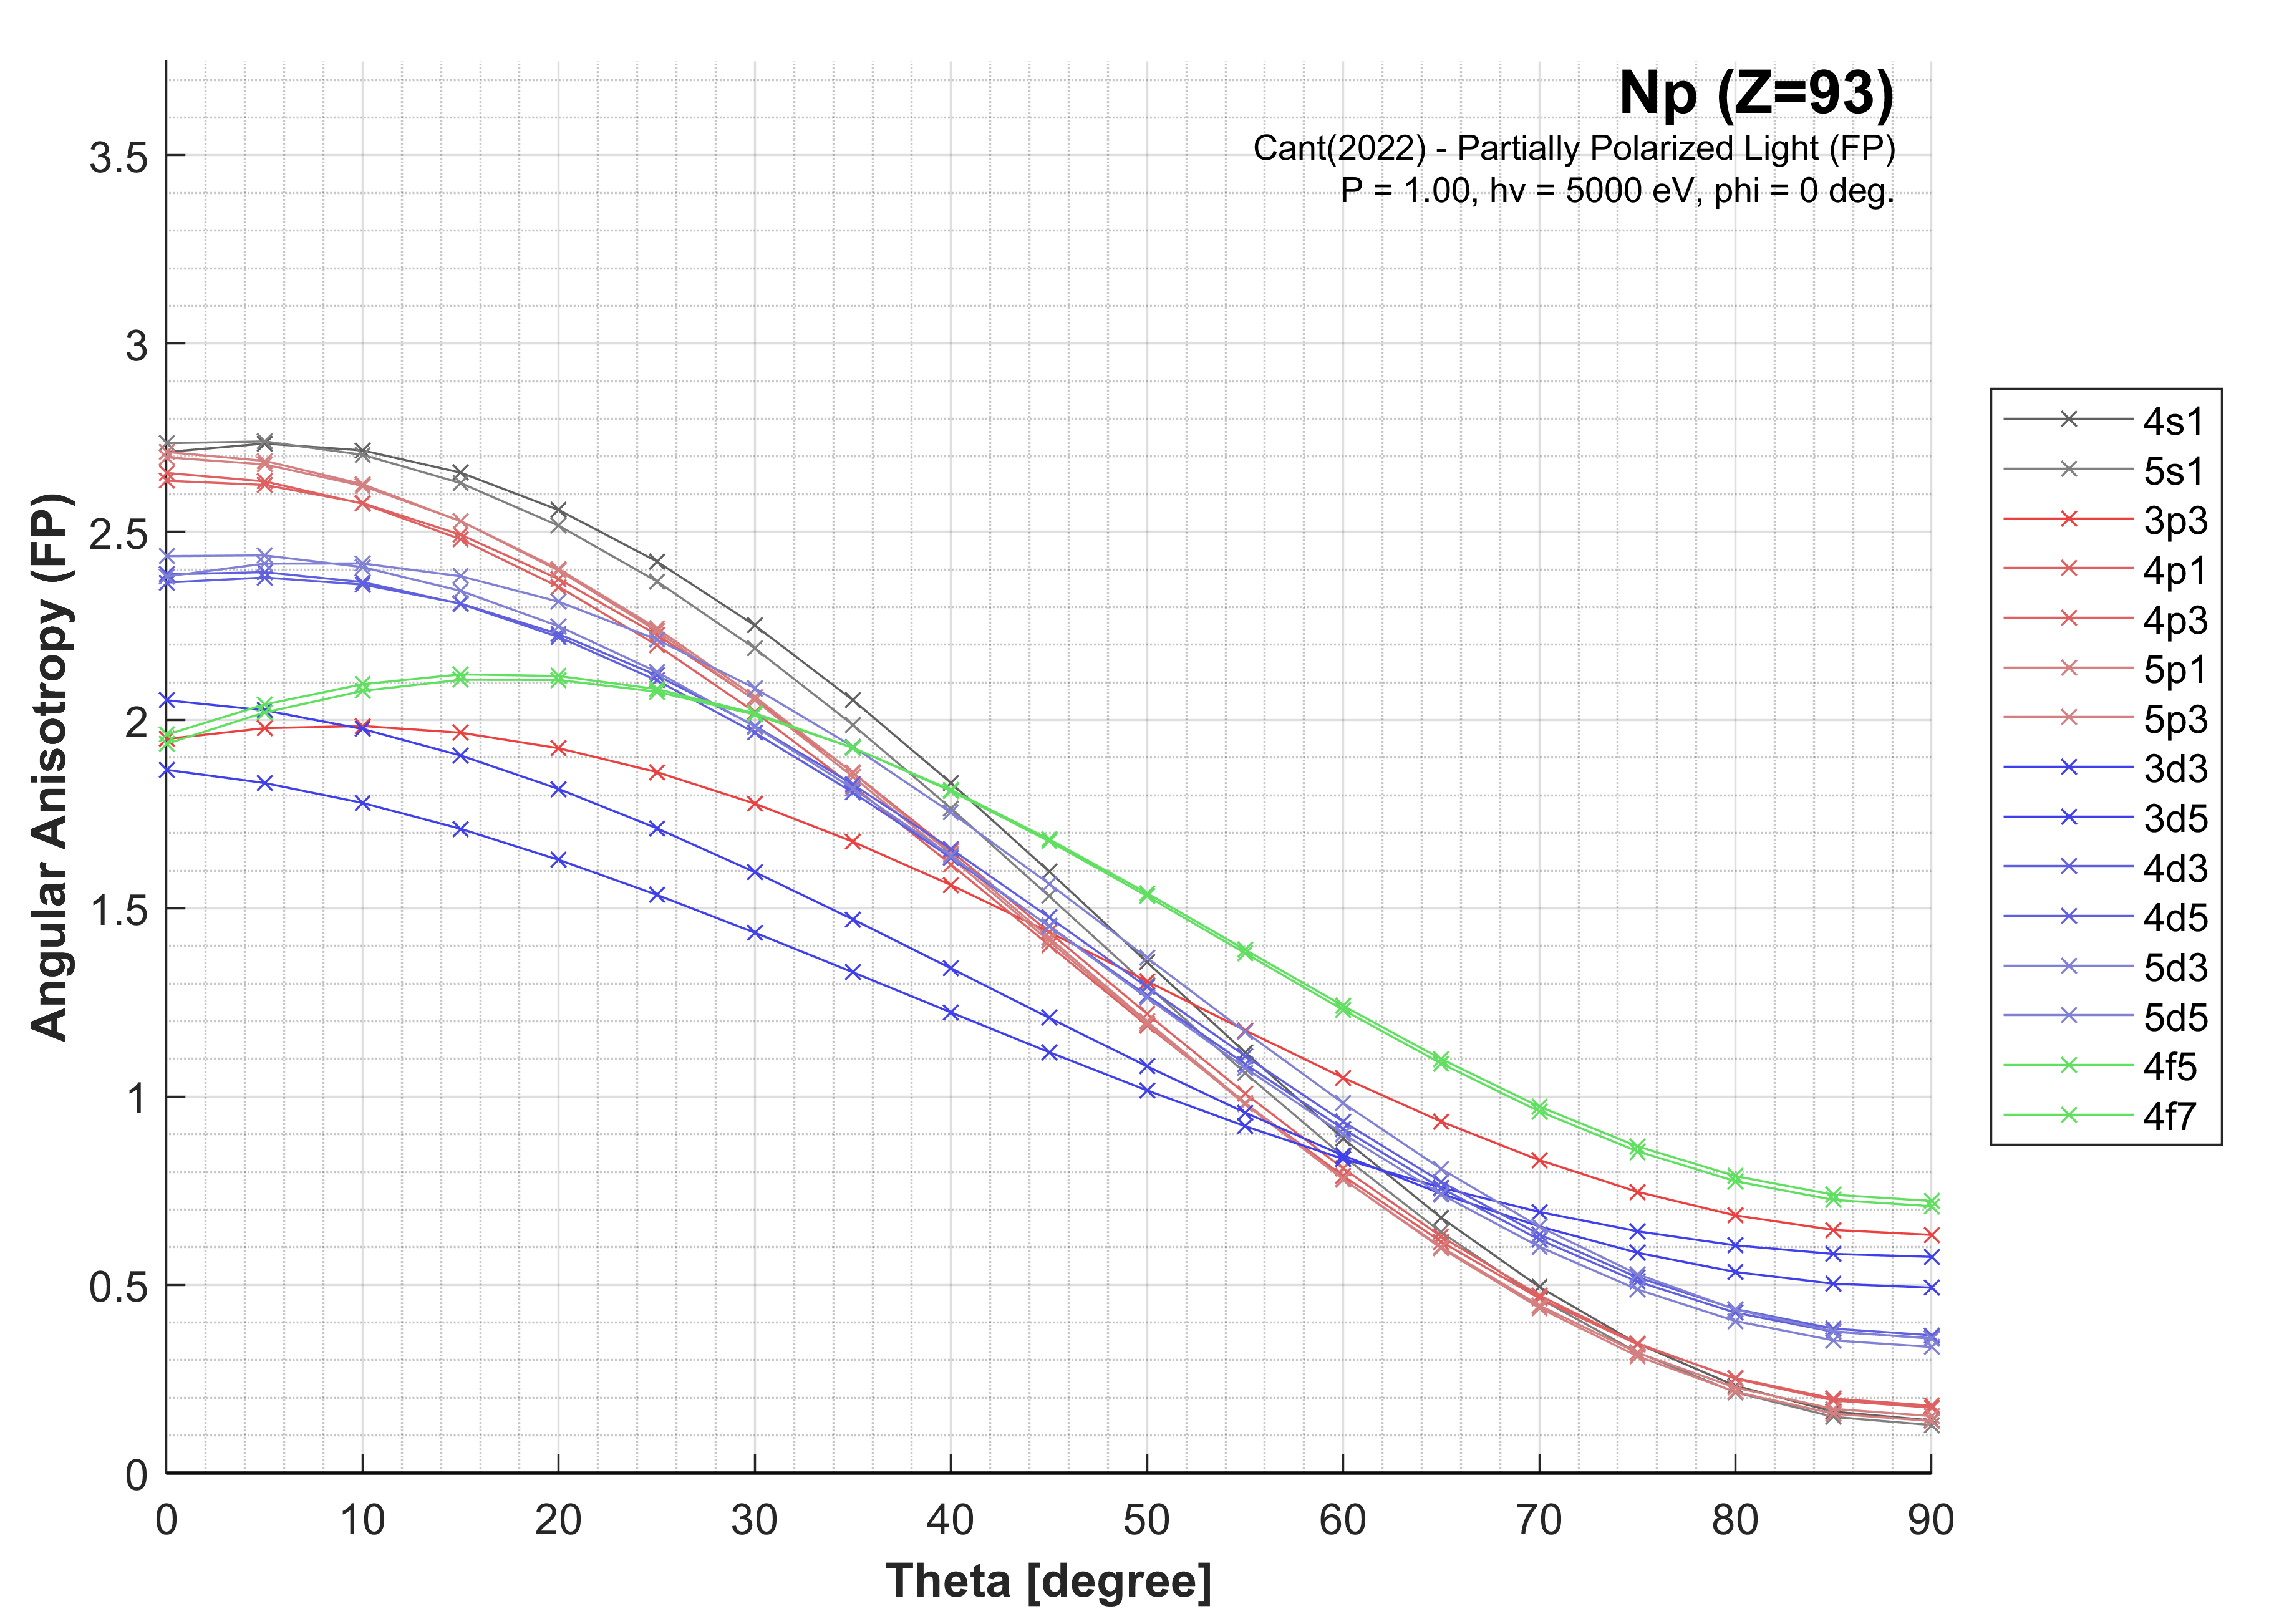 Np (Z=93)
Cant(2022) - Partially Polarized Light (FP)
P = 1.00, hv = 5000 eV, phi = 0 deg.
Angular Anisotropy (FP)
3.5
3
2.5
2
1.5
1
0.5
0
0 10 20 30 40 50 60 70 80 90
Theta [degree]
4s1
5s1
3p3
4p1
4p3
5p1
5p3
3d3
3d5
4d3
4d5
5d3
5d5
4f5
4f7